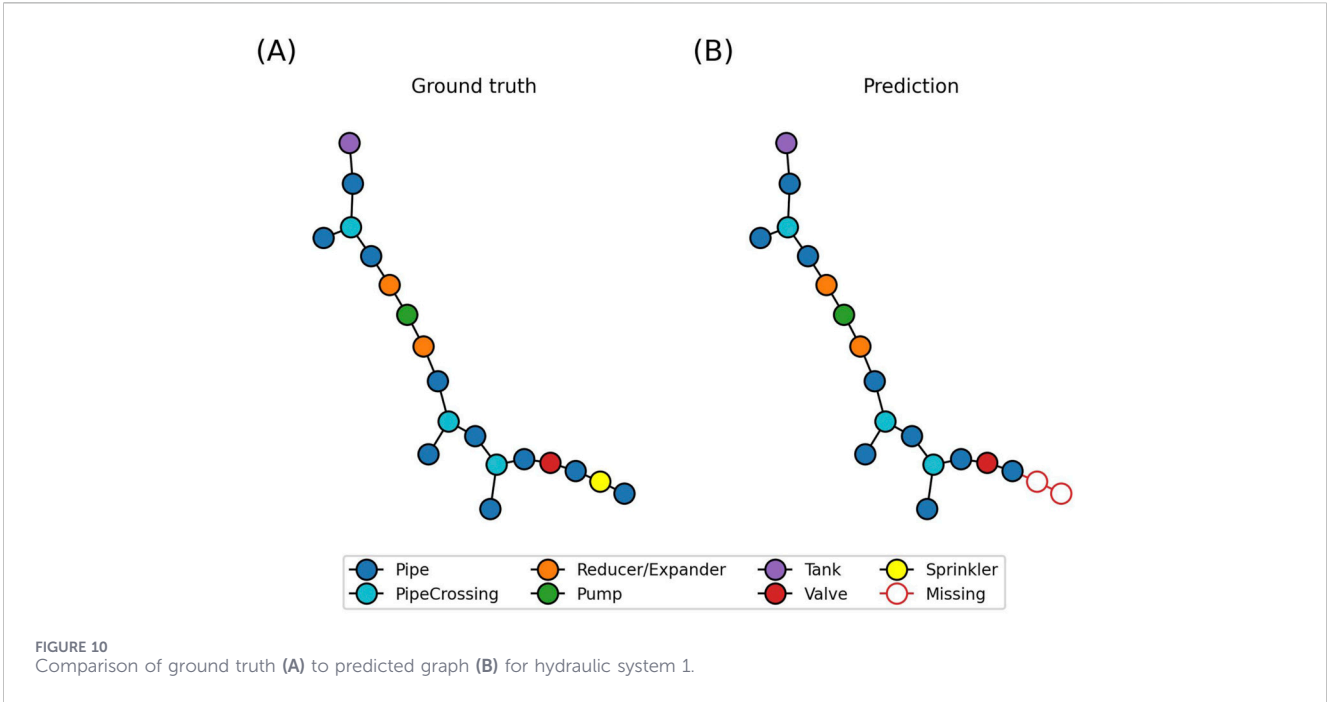 (A)
(B)
Ground truth
Prediction
Pipe
Reducer/Expander
Tank
Sprinkler
PipeCrossing
Pump
Valve
Missing
FIGURE 10
Comparison of ground truth (A) to predicted graph (B) for hydraulic system 1.